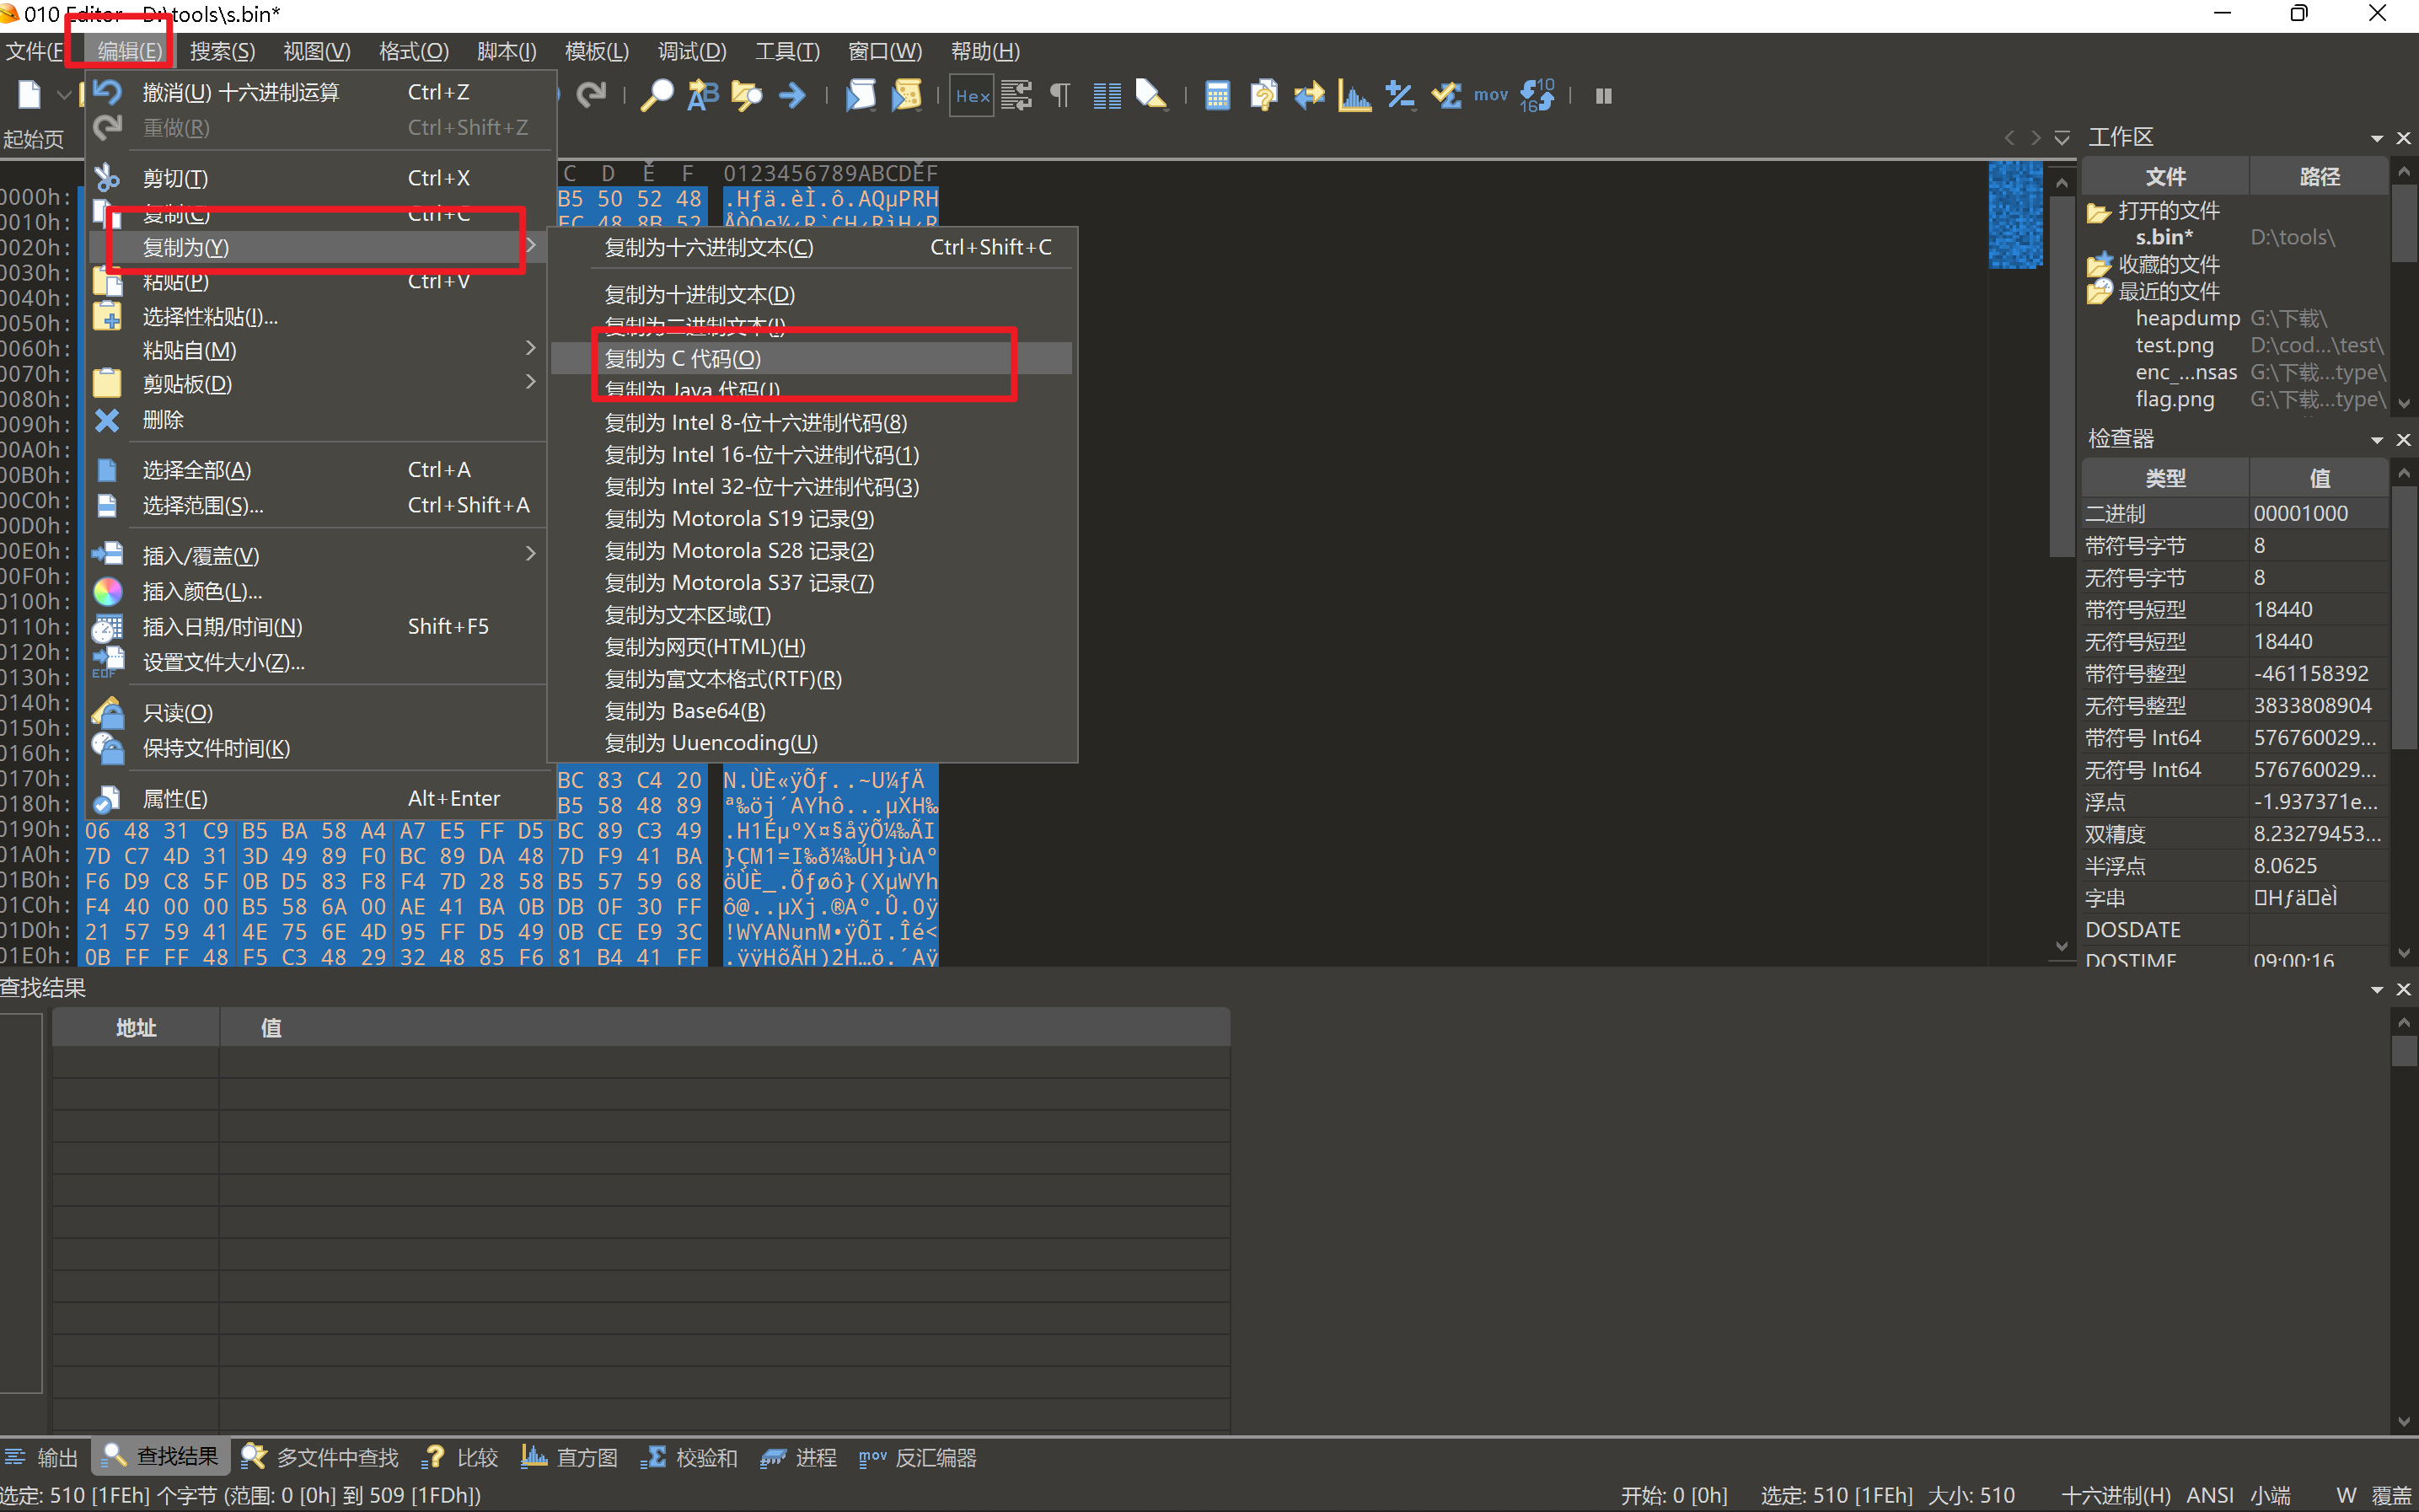 010 Editor - D:\tools\s.bin*
文件(F 编辑(E) 搜索(S) 视图(V) 格式(O) 脚本(I) 模板(L) 调试(D) 工具(T) 窗口(W) 帮助(H)
Hex mov
起始页
撤消(U) 十六进制运算 Ctrl+Z
重做(R) Ctrl+Shift+Z
剪切(T) Ctrl+X
复制(C) Ctrl+C
复制为(Y)
粘贴(P) Ctrl+V
选择性粘贴(I)...
粘贴自(M)
剪贴板(D)
删除
选择全部(A) Ctrl+A
选择范围(S)... Ctrl+Shift+A
插入/覆盖(V)
插入颜色(L)...
插入日期/时间(N) Shift+F5
设置文件大小(Z)...
只读(O)
保持文件时间(K)
属性(E) Alt+Enter
复制为十六进制文本(C) Ctrl+Shift+C
复制为十进制文本(D)
复制为二进制文本(I)
复制为 C 代码(O)
复制为 Java 代码(J)
复制为 Intel 8-位十六进制代码(8)
复制为 Intel 16-位十六进制代码(1)
复制为 Intel 32-位十六进制代码(3)
复制为 Motorola S19 记录(9)
复制为 Motorola S28 记录(2)
复制为 Motorola S37 记录(7)
复制为文本区域(T)
复制为网页(HTML)(H)
复制为富文本格式(RTF)(R)
复制为 Base64(B)
复制为 Uuencoding(U)
C D E F 0123456789ABCDEF
0000h: B5 50 52 48 .Hƒä.èÌ.ô.AQµPRH
0010h: EC 48 8B 52
0020h:
0030h:
0040h:
0050h:
0060h:
0070h:
0080h:
0090h:
00A0h:
00B0h:
00C0h:
00D0h:
00E0h:
00F0h:
0100h:
0110h:
0120h:
0130h:
0140h:
0150h:
0160h:
0170h: BC 83 C4 20 N.ÙÈ«ÿÕƒ..~U¼ƒÄ
0180h: B5 58 48 89 ª‰öj´AYhô...µXH‰
0190h: 06 48 31 C9 B5 BA 58 A4 A7 E5 FF D5 BC 89 C3 49 .H1ÉµºX¤§åÿÕ¼‰ÃI
01A0h: 7D C7 4D 31 3D 49 89 F0 BC 89 DA 48 7D F9 41 BA }ÇM1=I‰ð¼‰ÚH}ùAº
01B0h: F6 D9 C8 5F 0B D5 83 F8 F4 7D 28 58 B5 57 59 68 öÙÈ_.Õƒøô}(XµWYh
01C0h: F4 40 00 00 B5 58 6A 00 AE 41 BA 0B DB 0F 30 FF ô@..µXj.®Aº.Û.0ÿ
01D0h: 21 57 59 41 4E 75 6E 4D 95 FF D5 49 0B CE E9 3C !WYANunM•ÿÕI.Îé<
01E0h: 0B FF FF 48 F5 C3 48 29 32 48 85 F6 81 B4 41 FF .ÿÿHõÃH)2H…ö.´Aÿ
工作区
文件 路径
打开的文件
s.bin* D:\tools\
收藏的文件
最近的文件
heapdump G:\下载\
test.png D:\cod...\test\
enc_...nsas G:\下载...type\
flag.png G:\下载...type\
检查器
类型 值
二进制 00001000
带符号字节 8
无符号字节 8
带符号短型 18440
无符号短型 18440
带符号整型 -461158392
无符号整型 3833808904
带符号 Int64 576760029...
无符号 Int64 576760029...
浮点 -1.937371e...
双精度 8.23279453...
半浮点 8.0625
字串 □Hƒä□èÌ
DOSDATE
DOSTIME 09:00:16
查找结果
地址 值
输出 查找结果 多文件中查找 比较 直方图 校验和 进程 mov 反汇编器
选定: 510 [1FEh] 个字节 (范围: 0 [0h] 到 509 [1FDh]) 开始: 0 [0h] 选定: 510 [1FEh] 大小: 510 十六进制(H) ANSI 小端 W 覆盖